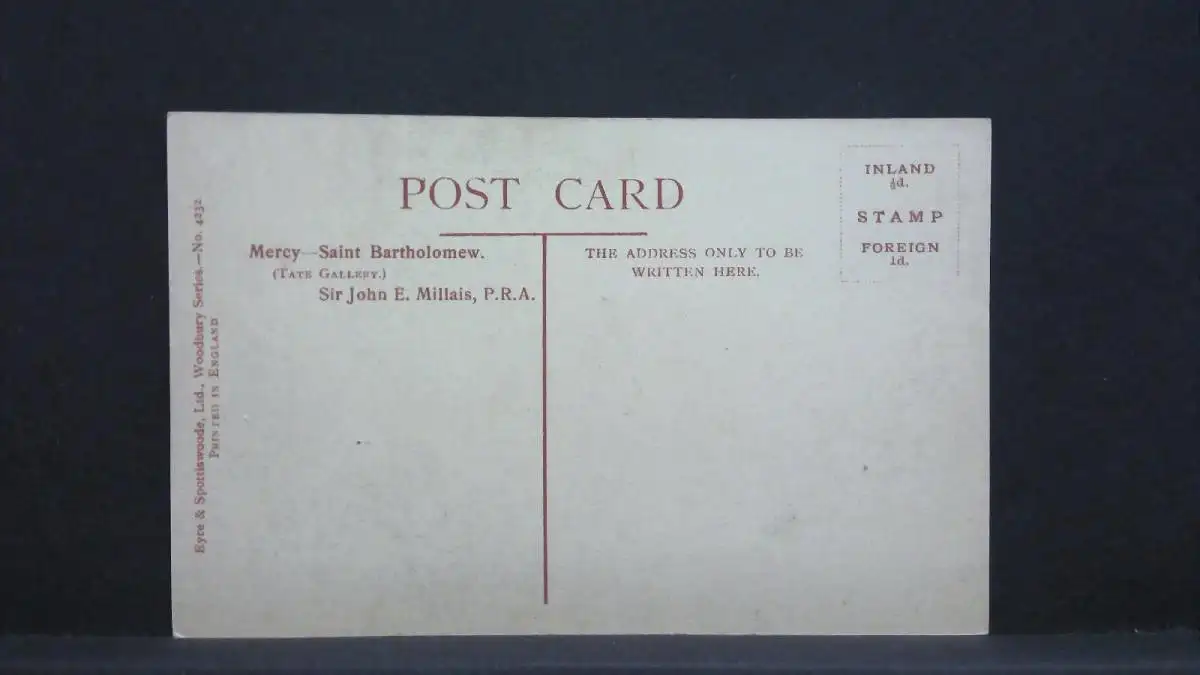 POST CARD
Mercy—Saint Bartholomew.
(TATE GALLERY.)
Sir John E. Millais, P.R.A.
THE ADDRESS ONLY TO BE
WRITTEN HERE.
INLAND
½d.
STAMP
FOREIGN
1d.
Eyre & Spottiswoode, Ltd., Woodbury Series.—No. 4232
PRINTED IN ENGLAND